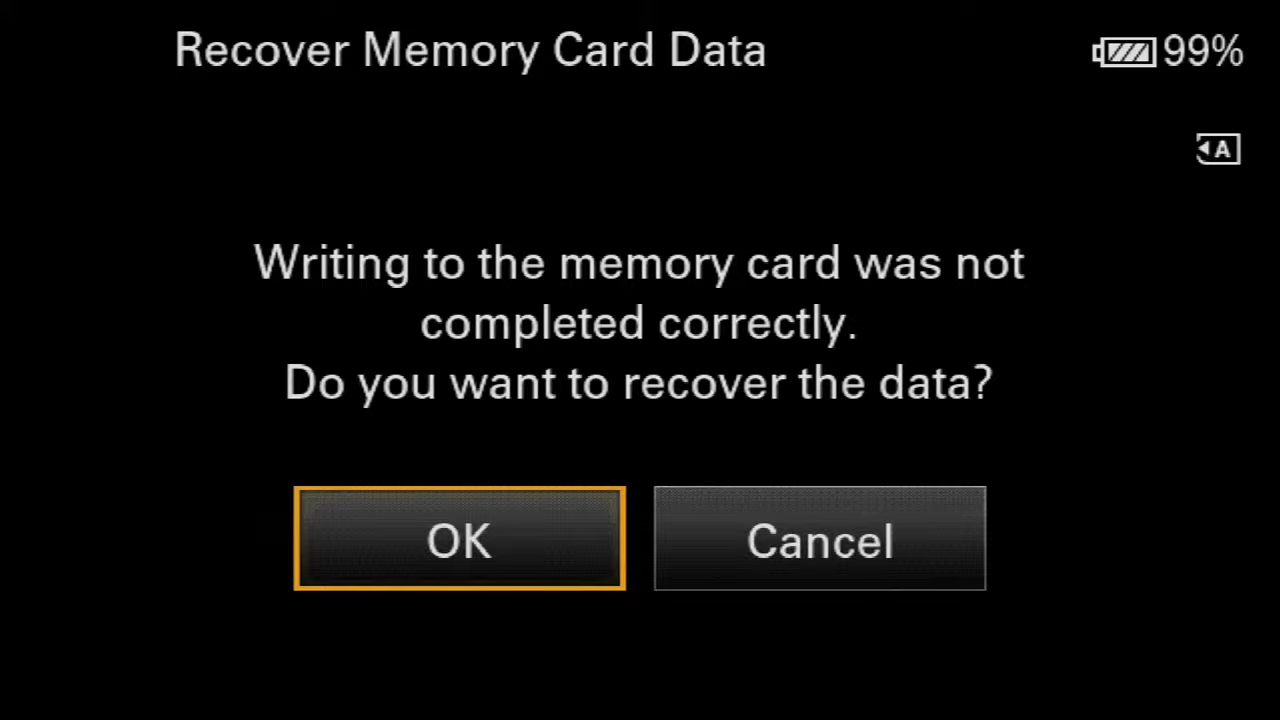 Recover Memory Card Data
99%
A
Writing to the memory card was not
completed correctly.
Do you want to recover the data?
OK
Cancel